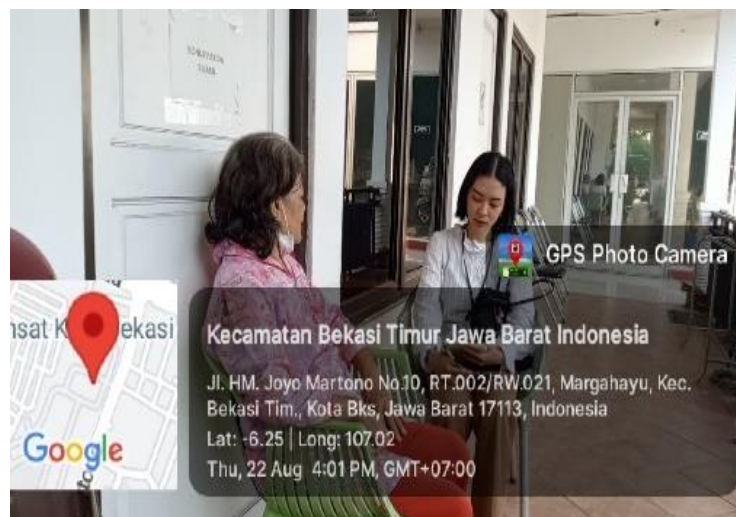 GPS Photo Camera
nsat K
ekasi
Google
Kecamatan Bekasi Timur Jawa Barat Indonesia
Jl. HM. Joyo Martono No.10, RT.002/RW.021, Margahayu, Kec.
Bekasi Tim., Kota Bks, Jawa Barat 17113, Indonesia
Lat: -6.25 | Long: 107.02
Thu, 22 Aug 4:01 PM, GMT+07:00